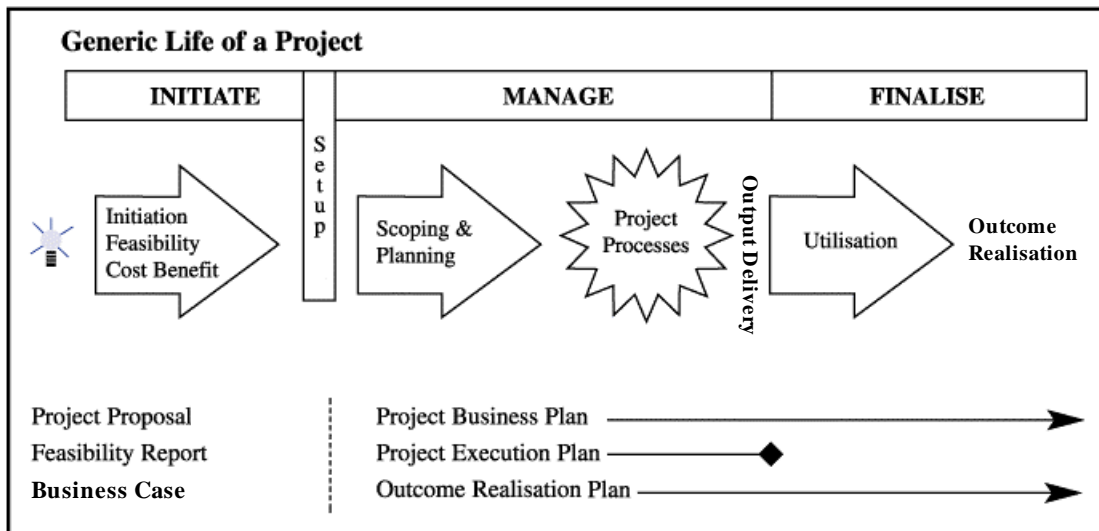 Generic Life of a Project
INITIATE
MANAGE
FINALISE
Setup
Initiation
Feasibility
Cost Benefit
Scoping &
Planning
Project
Processes
Output Delivery
Utilisation
Outcome
Realisation
Project Proposal
Feasibility Report
Business Case
Project Business Plan
Project Execution Plan
Outcome Realisation Plan